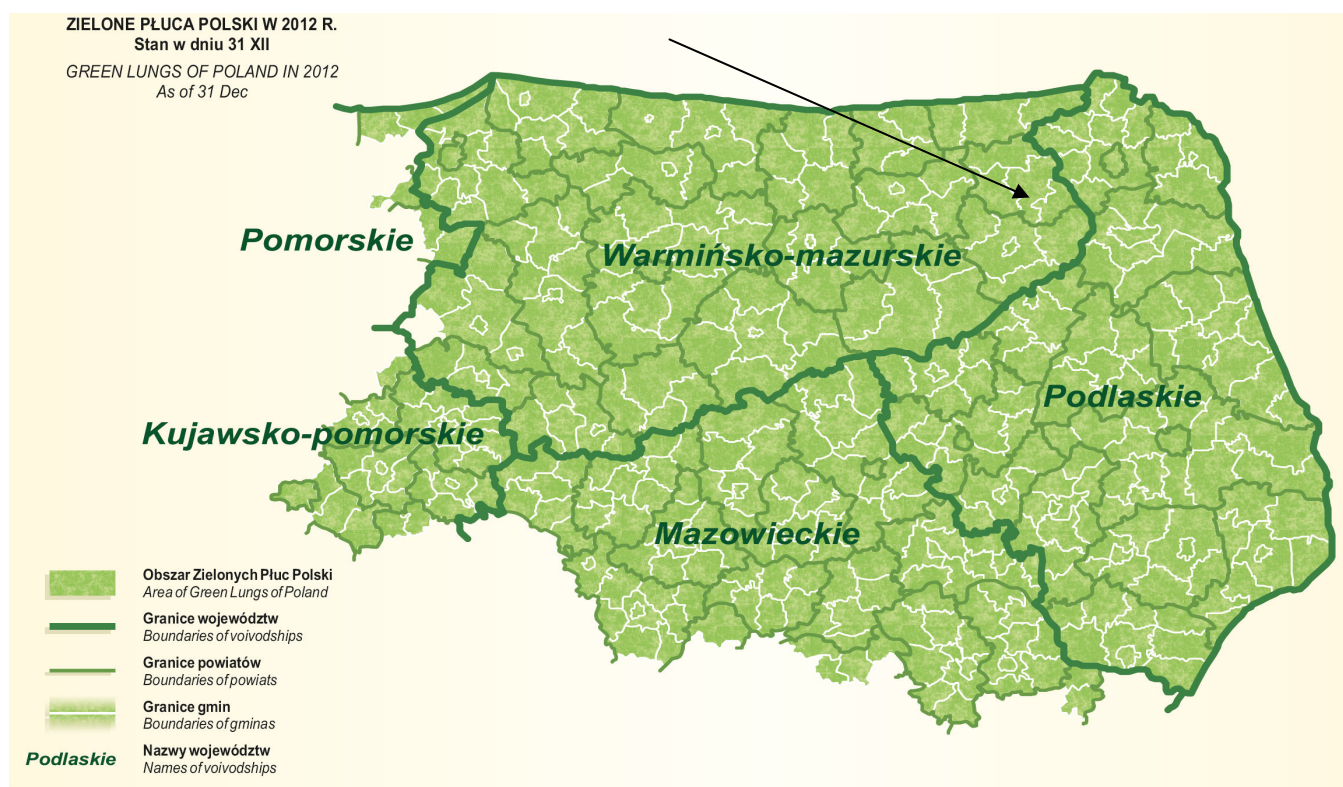 ZIELONE PŁUCA POLSKI W 2012 R.
Stan w dniu 31 XII
GREEN LUNGS OF POLAND IN 2012
As of 31 Dec
Pomorskie
Warmińsko-mazurskie
Podlaskie
Kujawsko-pomorskie
Mazowieckie
Obszar Zielonych Płuc Polski
Area of Green Lungs of Poland
Granice województw
Boundaries of voivodships
Granice powiatów
Boundaries of powiats
Granice gmin
Boundaries of gminas
Podlaskie
Nazwy województw
Names of voivodships